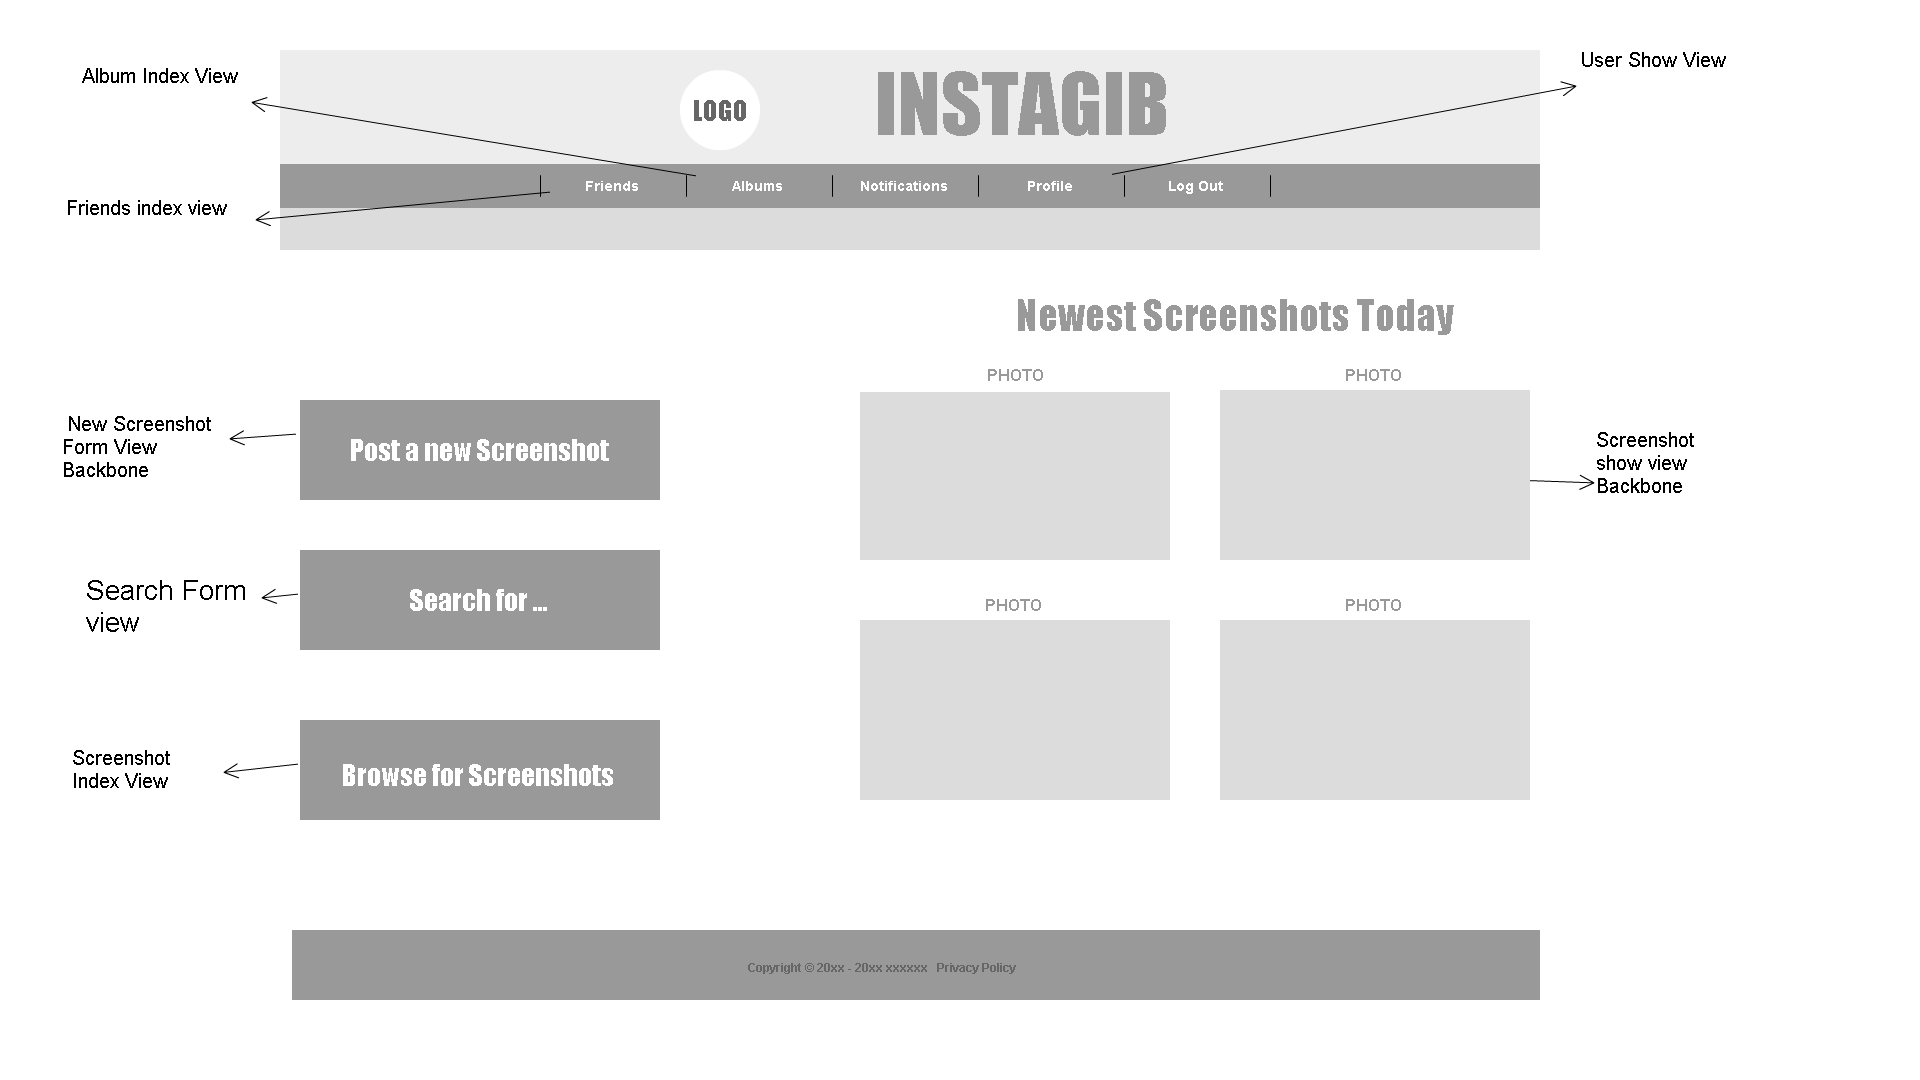 Album Index View
LOGO
INSTAGIB
User Show View
Friends index view
Friends
Albums
Notifications
Profile
Log Out
Newest Screenshots Today
PHOTO
PHOTO
New Screenshot
Form View
Backbone
Post a new Screenshot
Screenshot
show view
Backbone
Search Form
view
Search for ...
PHOTO
PHOTO
Screenshot
Index View
Browse for Screenshots
Copyright © 20xx - 20xx xxxxxx Privacy Policy